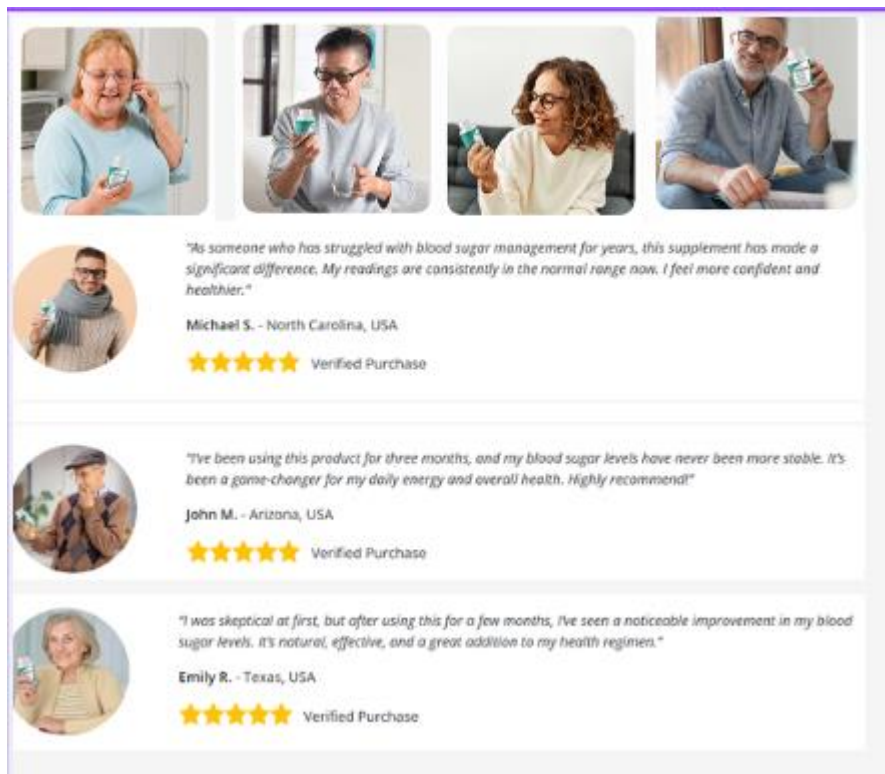 "As someone who has struggled with blood sugar management for years, this supplement has made a
significant difference. My readings are consistently in the normal range now. I feel more confident and
healthier."
Michael S. - North Carolina, USA
Verified Purchase
"I've been using this product for three months, and my blood sugar levels have never been more stable. It's
been a game-changer for my daily energy and overall health. Highly recommend!"
John M. - Arizona, USA
Verified Purchase
"I was skeptical at first, but after using this for a few months, I've seen a noticeable improvement in my blood
sugar levels. It's natural, effective, and a great addition to my health regimen."
Emily R. - Texas, USA
Verified Purchase